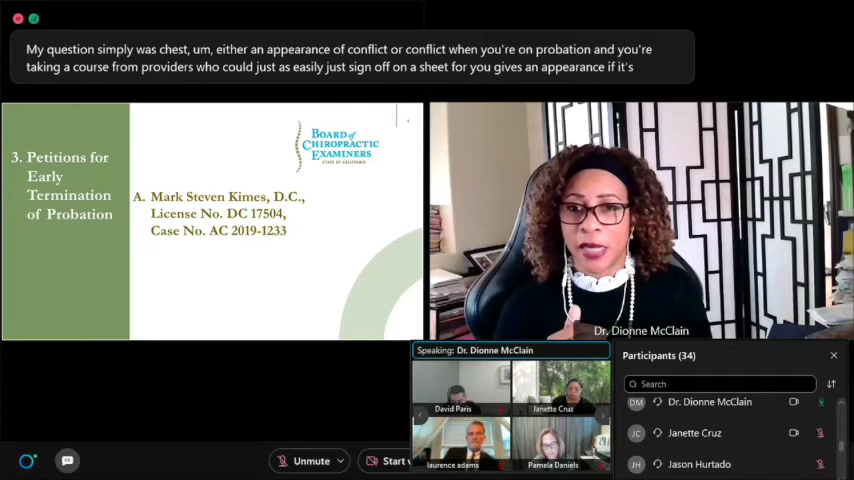 My question simply was chest, um, either an appearance of conflict or conflict when you're on probation and you're
taking a course from providers who could just as easily just sign off on a sheet for you gives an appearance if it's
3. Petitions for
Early
Termination
of Probation
BOARD of
CHIROPRACTIC
EXAMINERS
STATE OF CALIFORNIA
A. Mark Steven Kimes, D.C.,
License No. DC 17504,
Case No. AC 2019-1233
Dr. Dionne McClain
Speaking: Dr. Dionne McClain
David Paris
Janette Cruz
laurence adams
Pamela Daniels
Participants (34)
Search
DM Dr. Dionne McClain
JC Janette Cruz
JH Jason Hurtado
Unmute
Start v